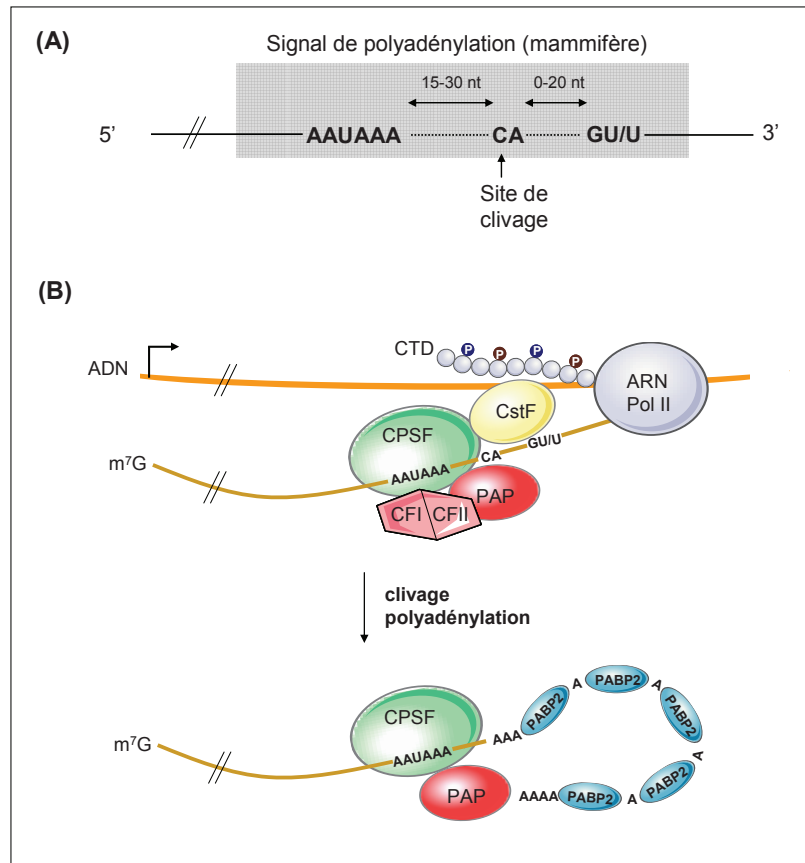 (A)
Signal de polyadénylation (mammifère)
15-30 nt 0-20 nt
5' AAUAAA CA GU/U 3'
Site de
clivage
(B)
CTD P P P P
ADN
ARN
Pol II
CstF
CPSF
GU/U
CA
m⁷G
AAUAAA
PAP
CFI CFII
clivage
polyadénylation
CPSF
PABP2 A PABP2 A PABP2
AAA
m⁷G
AAUAAA
A
PAP
AAAA PABP2 A PABP2